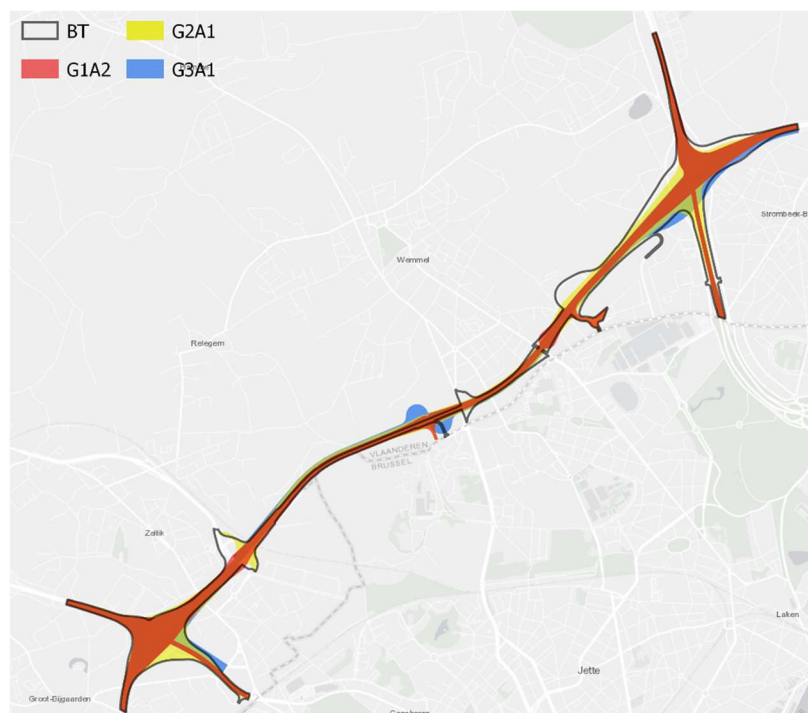 BT
G2A1
G1A2
G3A1
Strombeek-B
Wemmel
Relegem
VLAANDEREN
BRUSSEL
Zellik
Laken
Jette
Groot-Bijgaarden